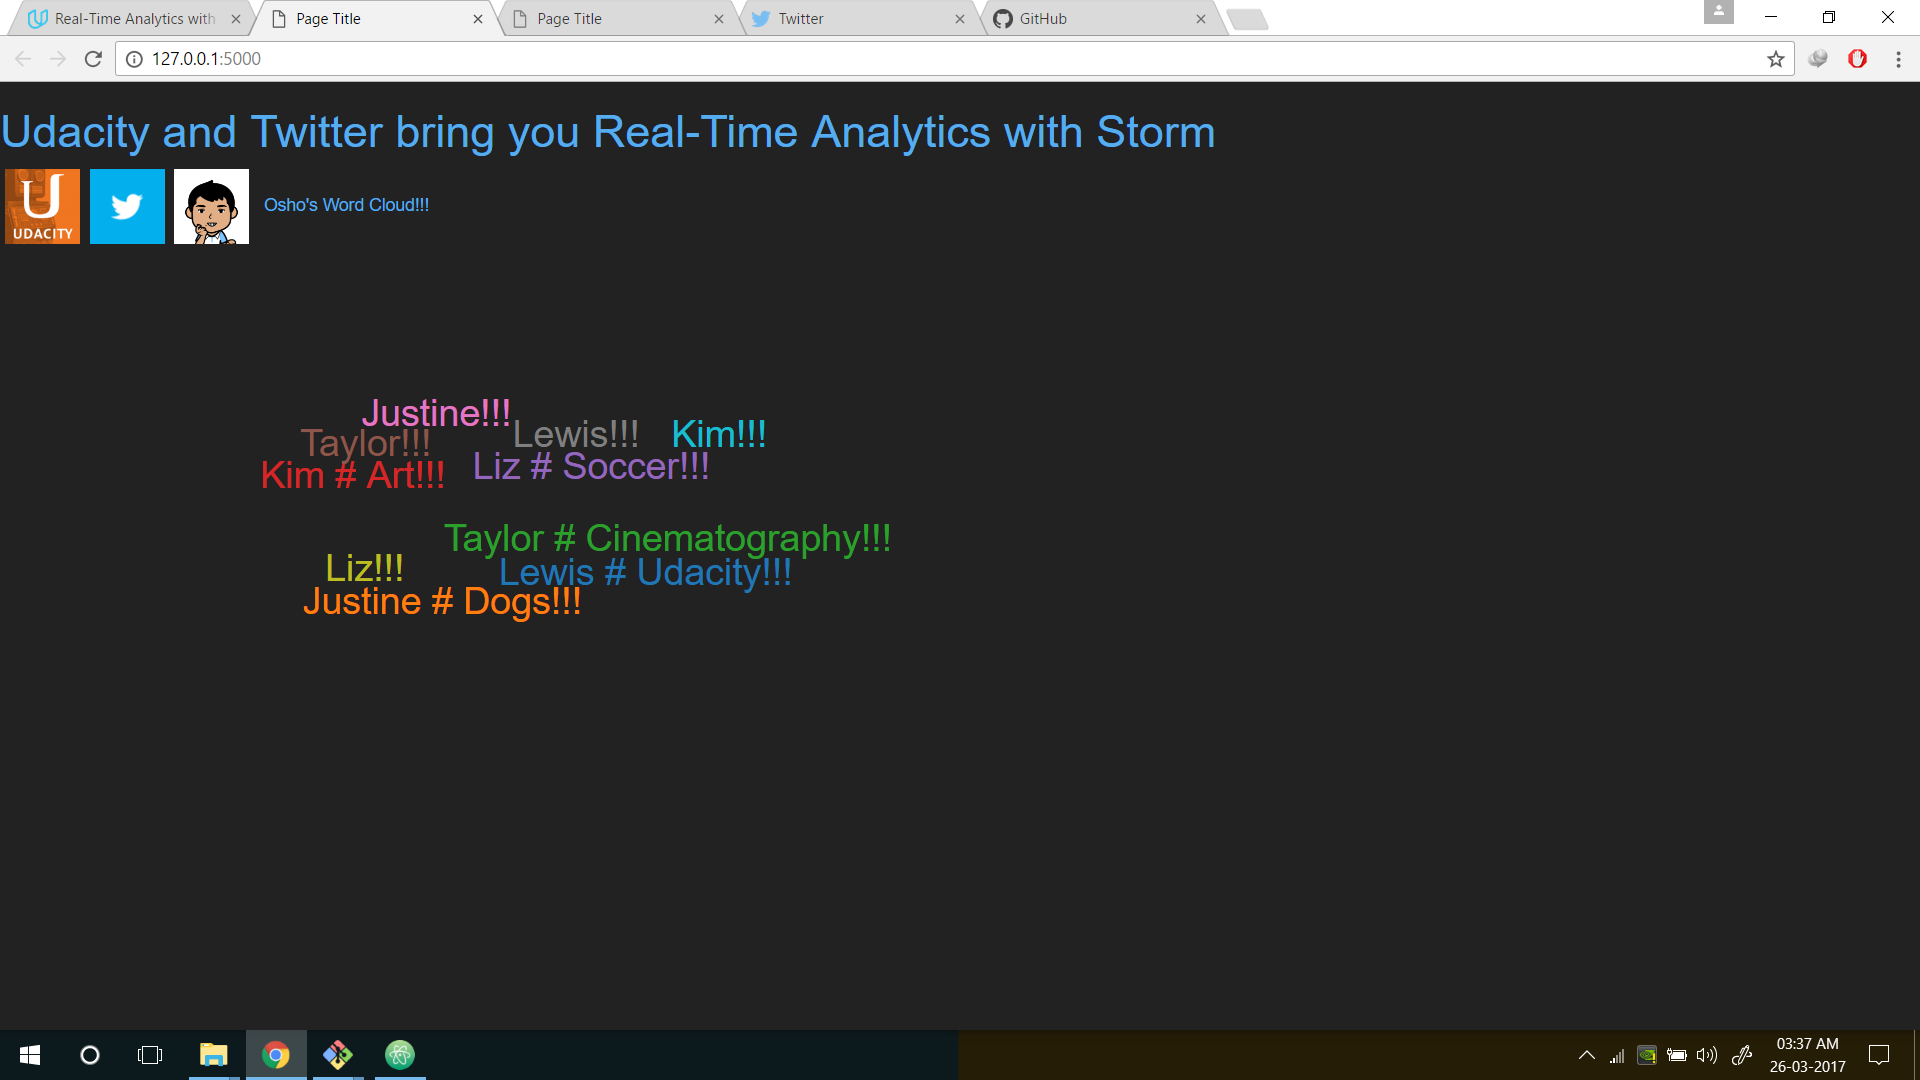 Real-Time Analytics with
Page Title
Page Title
Twitter
GitHub
127.0.0.1:5000
Udacity and Twitter bring you Real-Time Analytics with Storm
U
UDACITY
Osho's Word Cloud!!!
Justine!!!
Taylor!!!
Lewis!!!
Kim!!!
Kim # Art!!!
Liz # Soccer!!!
Taylor # Cinematography!!!
Liz!!!
Lewis # Udacity!!!
Justine # Dogs!!!
03:37 AM
26-03-2017